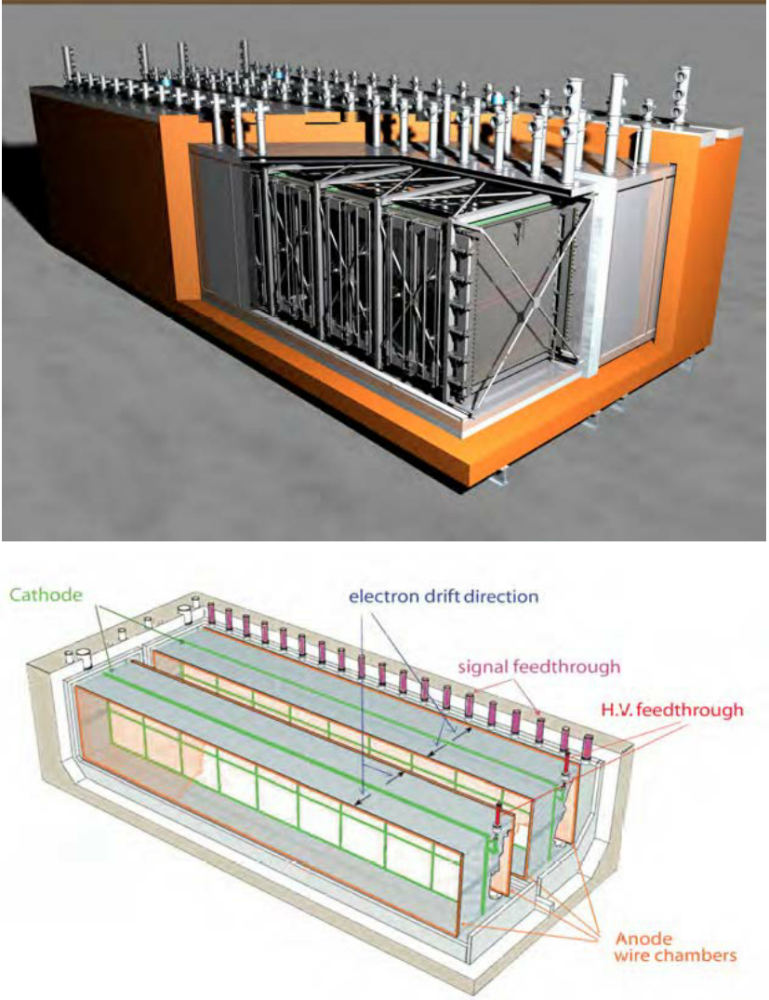 Cathode
electron drift direction
signal feedthrough
H.V. feedthrough
Anode
wire chambers